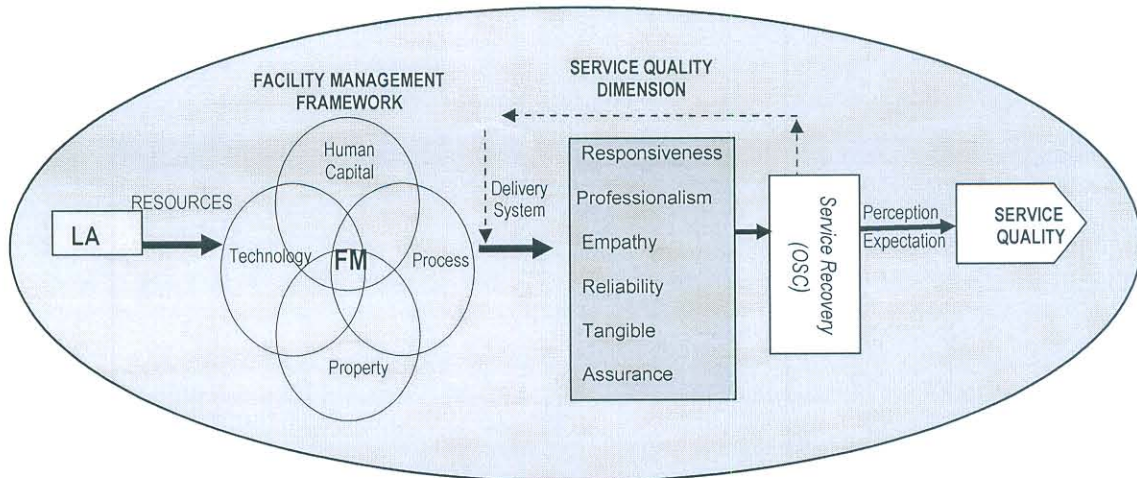 FACILITY MANAGEMENT
FRAMEWORK
SERVICE QUALITY
DIMENSION
LA
RESOURCES
Human
Capital
Technology
FM
Process
Property
Delivery
System
Responsiveness
Professionalism
Empathy
Reliability
Tangible
Assurance
Service Recovery
(OSC)
Perception
Expectation
SERVICE
QUALITY